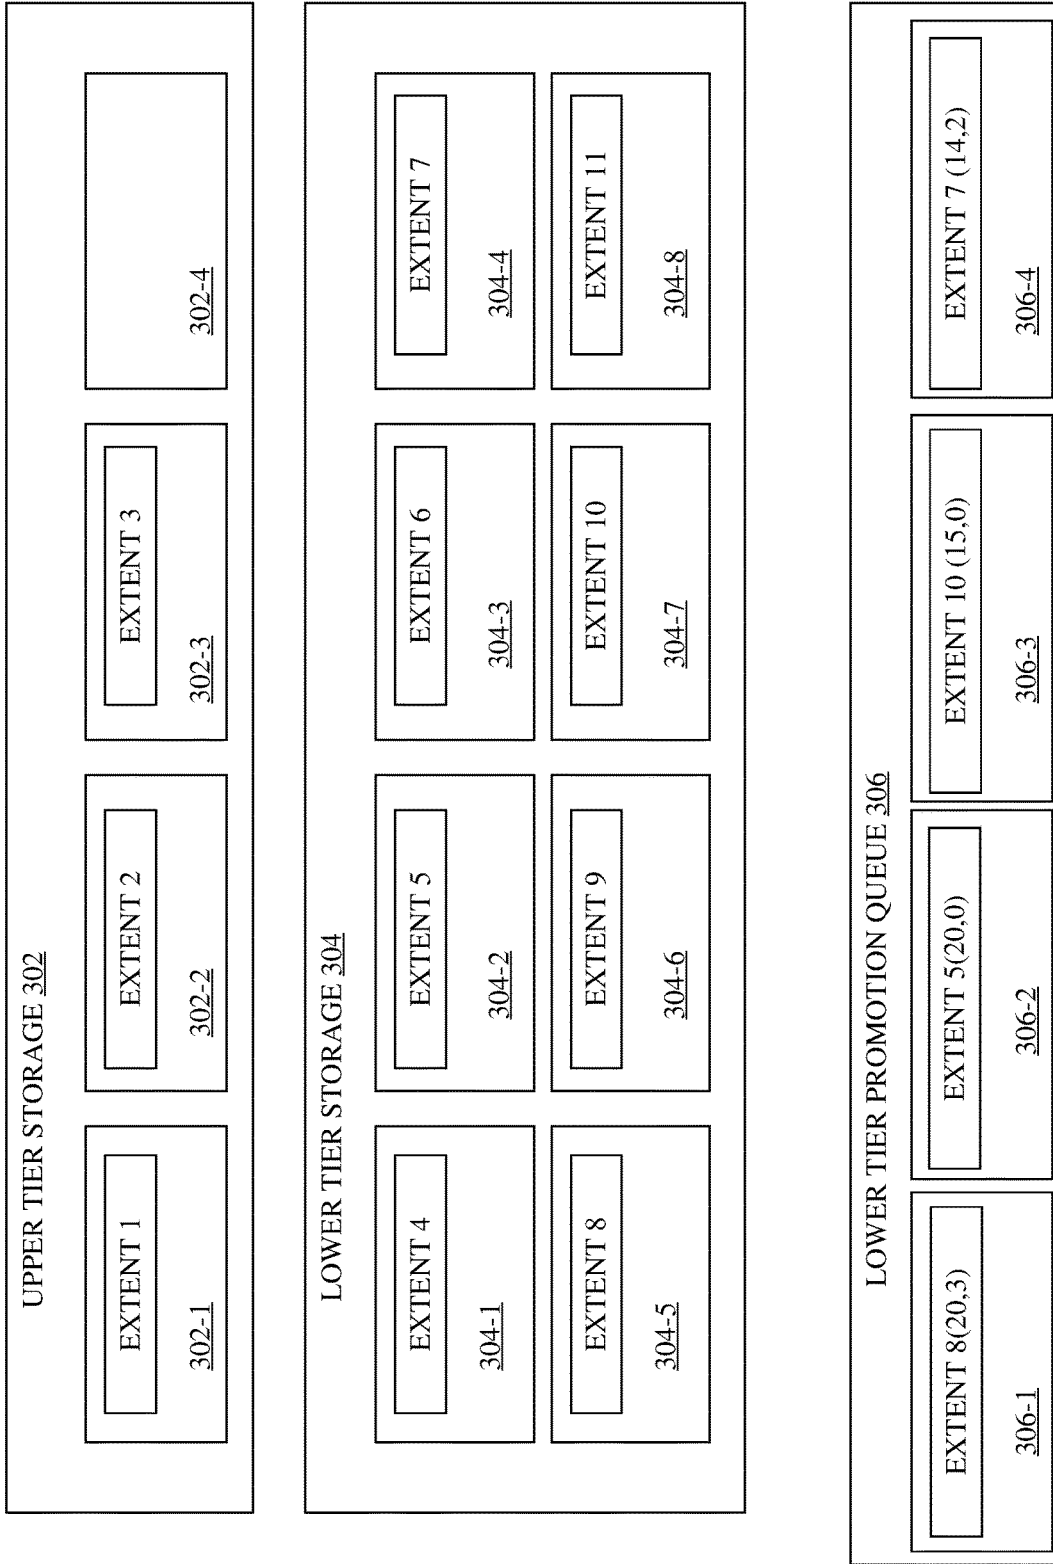 UPPER TIER STORAGE 302
EXTENT 1
302-1
EXTENT 2
302-2
EXTENT 3
302-3
302-4
LOWER TIER STORAGE 304
EXTENT 4
304-1
EXTENT 5
304-2
EXTENT 6
304-3
EXTENT 7
304-4
EXTENT 8
304-5
EXTENT 9
304-6
EXTENT 10
304-7
EXTENT 11
304-8
LOWER TIER PROMOTION QUEUE 306
EXTENT 8(20,3)
306-1
EXTENT 5(20,0)
306-2
EXTENT 10 (15,0)
306-3
EXTENT 7 (14,2)
306-4